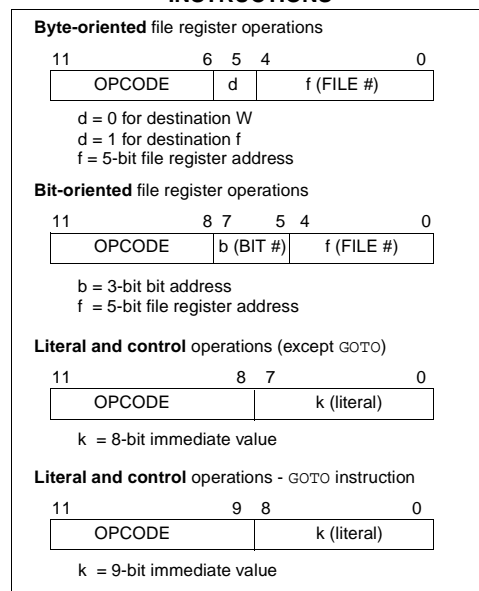 INSTRUCTIONS
Byte-oriented file register operations
11 6 5 4 0
OPCODE d f (FILE #)
d = 0 for destination W
d = 1 for destination f
f = 5-bit file register address
Bit-oriented file register operations
11 8 7 5 4 0
OPCODE b (BIT #) f (FILE #)
b = 3-bit bit address
f = 5-bit file register address
Literal and control operations (except GOTO)
11 8 7 0
OPCODE k (literal)
k = 8-bit immediate value
Literal and control operations - GOTO instruction
11 9 8 0
OPCODE k (literal)
k = 9-bit immediate value